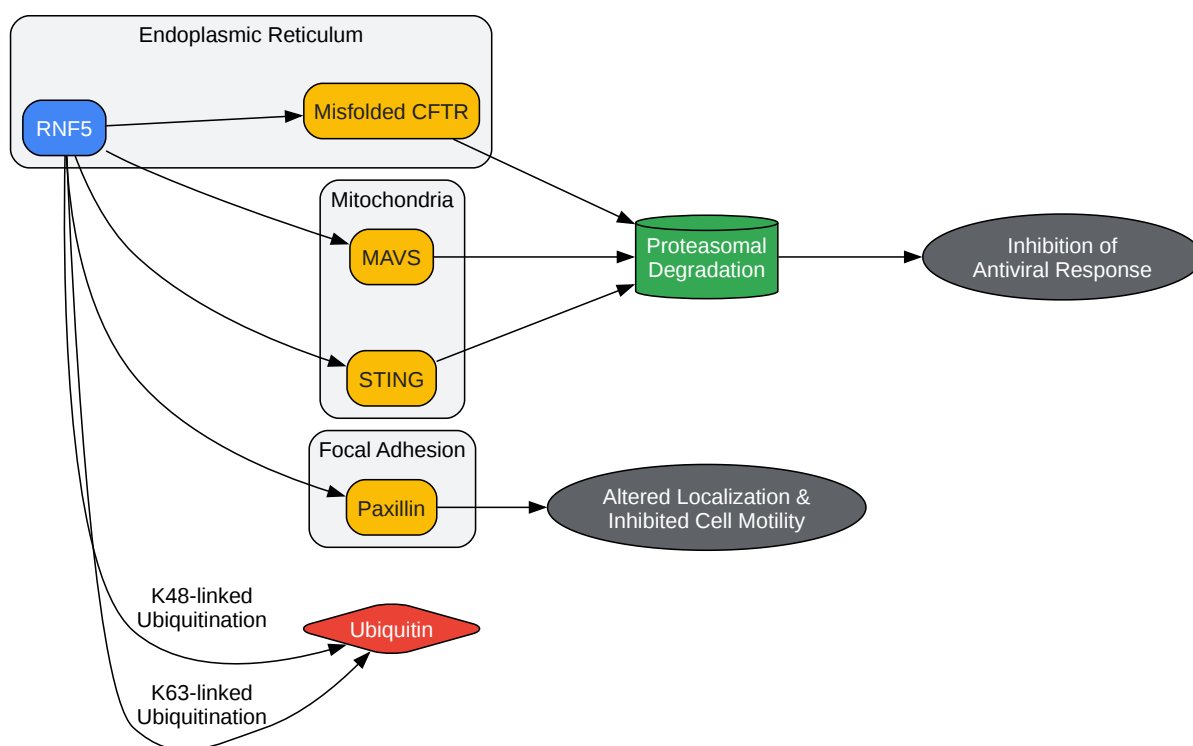 Endoplasmic Reticulum
RNF5
Misfolded CFTR
Mitochondria
MAVS
STING
Proteasomal
Degradation
Inhibition of
Antiviral Response
Focal Adhesion
Paxillin
Altered Localization &
Inhibited Cell Motility
K48-linked
Ubiquitination
Ubiquitin
K63-linked
Ubiquitination